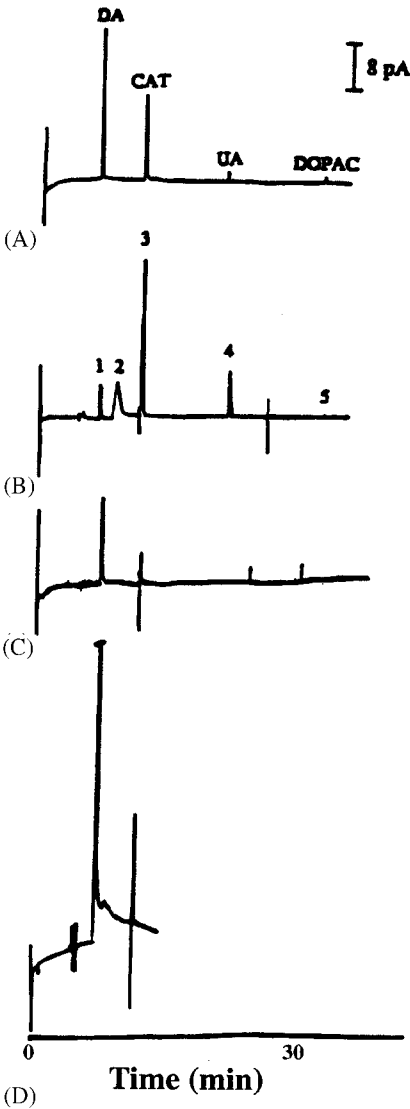 DA
8 pA
CAT
UA
DOPAC
(A)
3
1 2
4
5
(B)
(C)
0
30
Time (min)
(D)